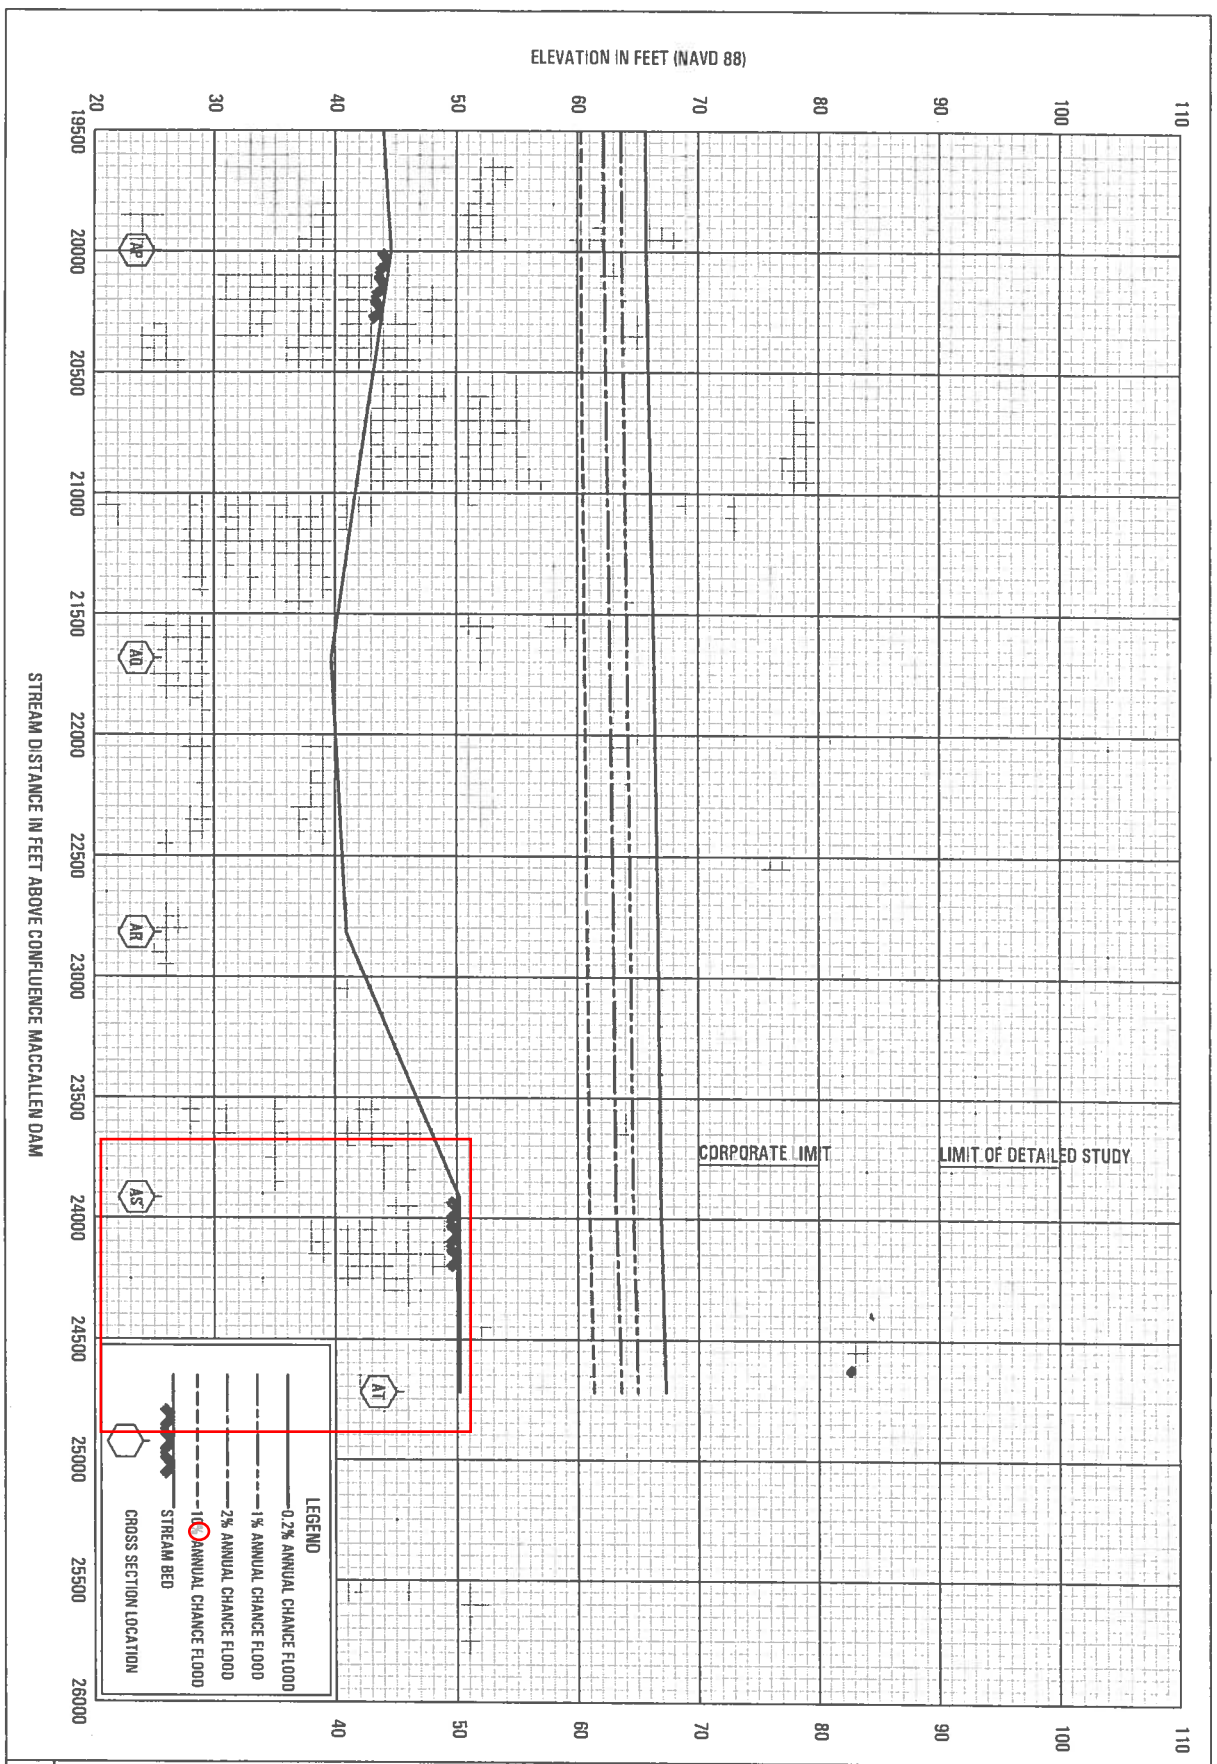 ELEVATION IN FEET (NAVD 88)
110
100
90
80
70
60
50
40
30
20
110
100
90
80
70
60
50
40
LIMIT OF DETAILED STUDY
CORPORATE LIMIT
AP
AQ
AR
AS
AT
LEGEND
0.2% ANNUAL CHANCE FLOOD
1% ANNUAL CHANCE FLOOD
2% ANNUAL CHANCE FLOOD
10% ANNUAL CHANCE FLOOD
STREAM BED
CROSS SECTION LOCATION
19500
20000
20500
21000
21500
22000
22500
23000
23500
24000
24500
25000
25500
26000
STREAM DISTANCE IN FEET ABOVE CONFLUENCE MACCALLEN DAM